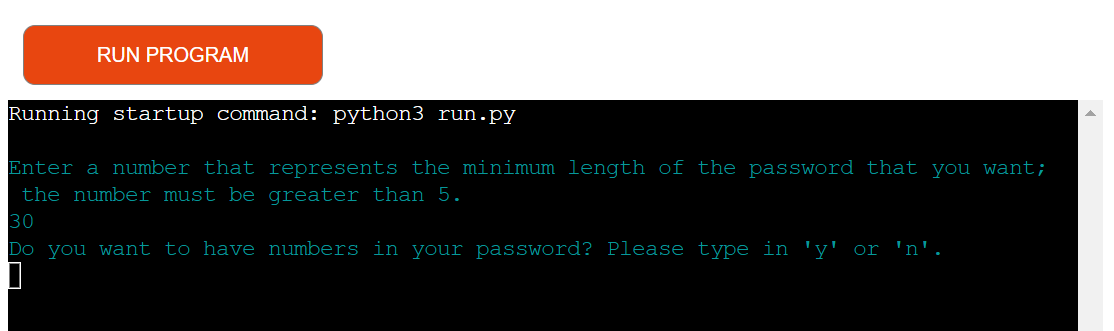 RUN PROGRAM
Running startup command: python3 run.py
Enter a number that represents the minimum length of the password that you want;
the number must be greater than 5.
30
Do you want to have numbers in your password? Please type in 'y' or 'n'.